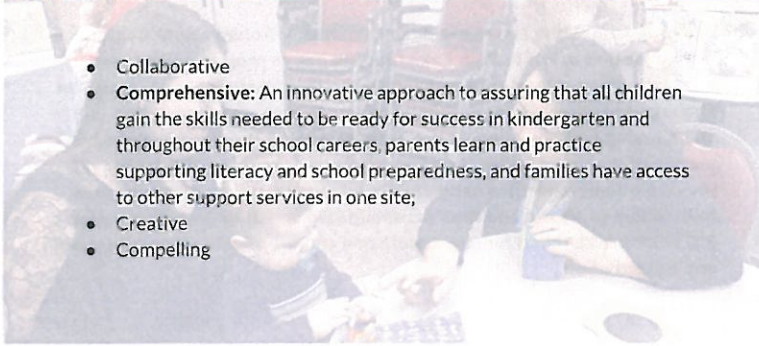 • Collaborative
• Comprehensive: An innovative approach to assuring that all children
gain the skills needed to be ready for success in kindergarten and
throughout their school careers, parents learn and practice
supporting literacy and school preparedness, and families have access
to other support services in one site;
• Creative
• Compelling